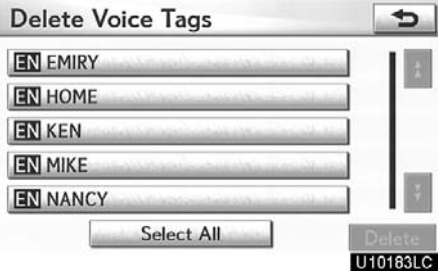 Delete Voice Tags
EN EMIRY
EN HOME
EN KEN
EN MIKE
EN NANCY
Select All
Delete
U10183LC